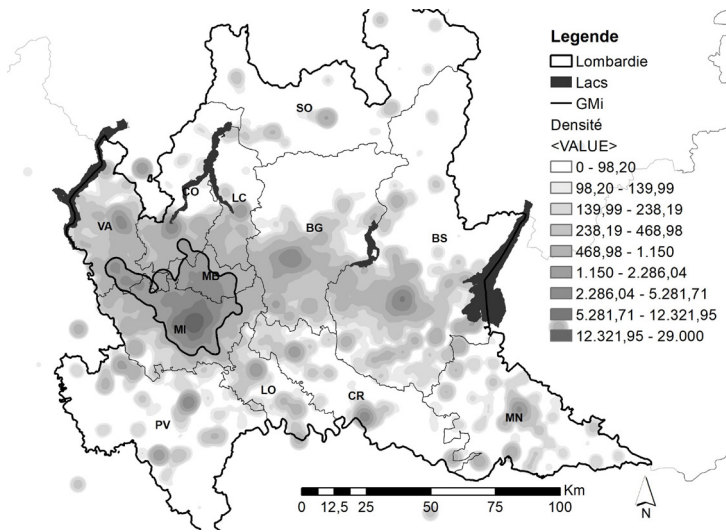 Legende
Lombardie
Lacs
GMi
Densité
<VALUE>
0 - 98,20
98,20 - 139,99
139,99 - 238,19
238,19 - 468,98
468,98 - 1.150
1.150 - 2.286,04
2.286,04 - 5.281,71
5.281,71 - 12.321,95
12.321,95 - 29.000
SO
CO
LC
VA
BG
BS
MB
MI
LO
CR
PV
MN
Km
0 12,5 25 50 75 100
N